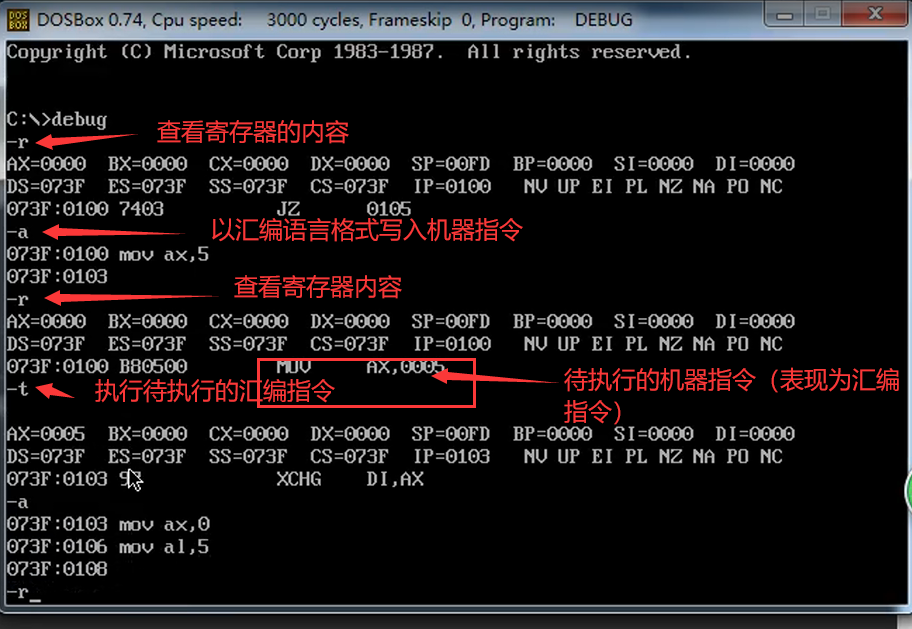 DOSBox 0.74, Cpu speed: 3000 cycles, Frameskip 0, Program: DEBUG
Copyright (C) Microsoft Corp 1983-1987. All rights reserved.
C:\>debug
-r 查看寄存器的内容
AX=0000 BX=0000 CX=0000 DX=0000 SP=00FD BP=0000 SI=0000 DI=0000
DS=073F ES=073F SS=073F CS=073F IP=0100 NV UP EI PL NZ NA PO NC
073F:0100 7403 JZ 0105
-a 以汇编语言格式写入机器指令
073F:0100 mov ax,5
073F:0103
-r 查看寄存器内容
AX=0000 BX=0000 CX=0000 DX=0000 SP=00FD BP=0000 SI=0000 DI=0000
DS=073F ES=073F SS=073F CS=073F IP=0100 NV UP EI PL NZ NA PO NC
073F:0100 B80500 MOV AX,0005
待执行的机器指令（表现为汇编
指令）
-t 执行待执行的汇编指令
AX=0005 BX=0000 CX=0000 DX=0000 SP=00FD BP=0000 SI=0000 DI=0000
DS=073F ES=073F SS=073F CS=073F IP=0103 NV UP EI PL NZ NA PO NC
073F:0103 XCHG DI,AX
-a
073F:0103 mov ax,0
073F:0106 mov al,5
073F:0108
-r_